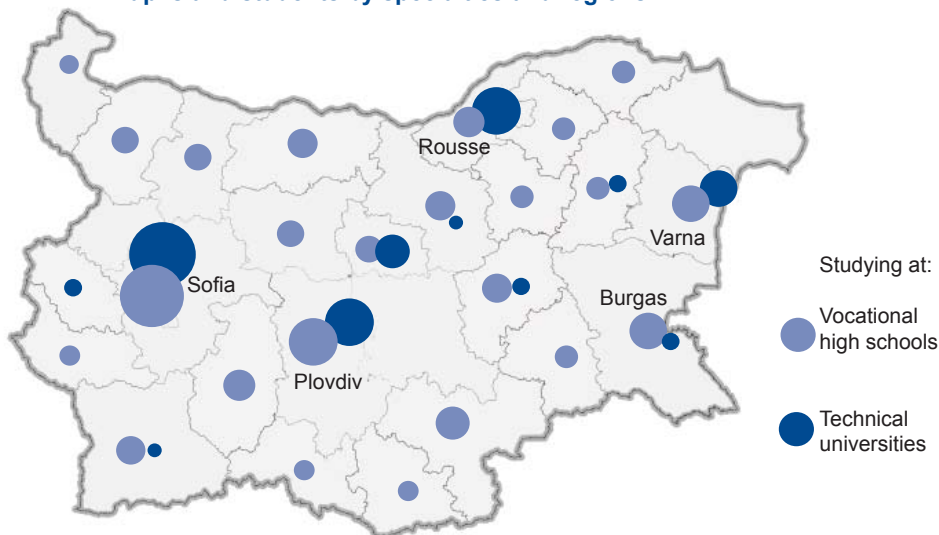 Rousse
Varna
Sofia
Burgas
Plovdiv
Studying at:
Vocational
high schools
Technical
universities